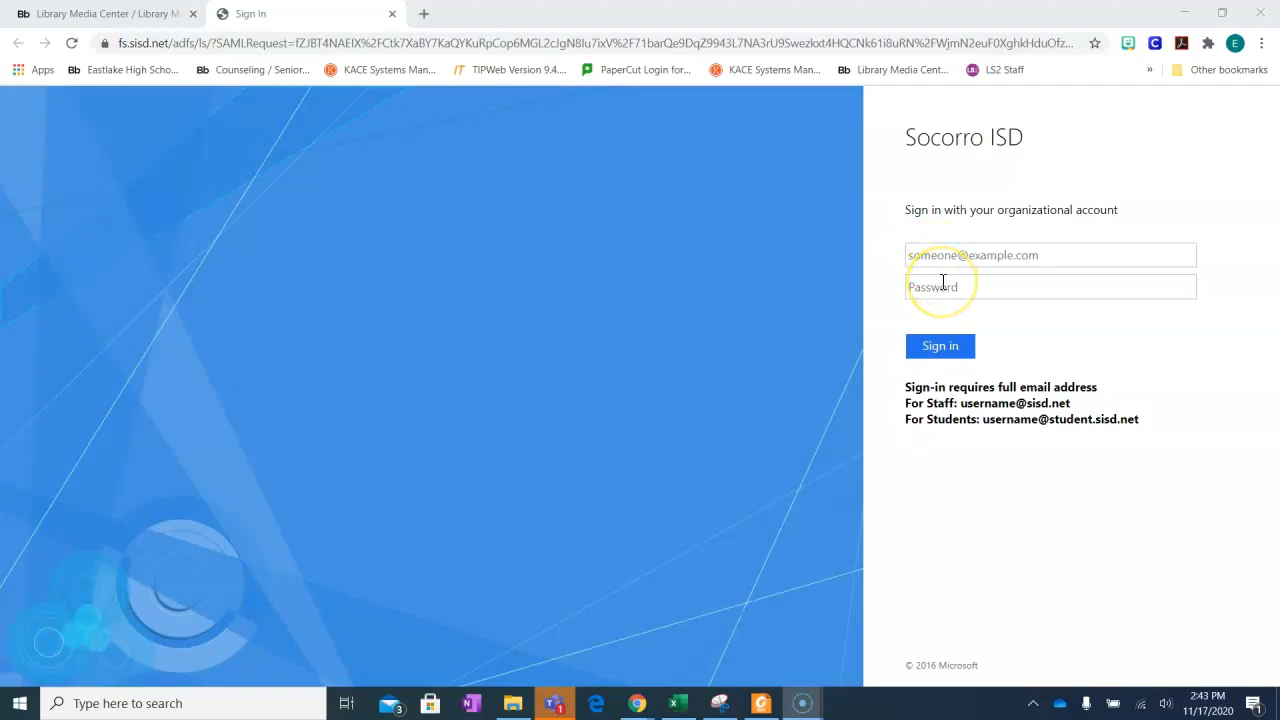 Library Media Center / Library M
Sign In
fs.sisd.net/adfs/ls/?SAMLRequest=
Apps
Eastlake High Scho...
Counseling / Senior...
KACE Systems Man...
TIPWeb Version 9.4....
PaperCut Login for...
KACE Systems Man...
Library Media Cent...
LS2 Staff
»
Other bookmarks
Socorro ISD
Sign in with your organizational account
someone@example.com
Password
Sign in
Sign-in requires full email address
For Staff: username@sisd.net
For Students: username@student.sisd.net
© 2016 Microsoft
Type here to search
2:43 PM
11/17/2020